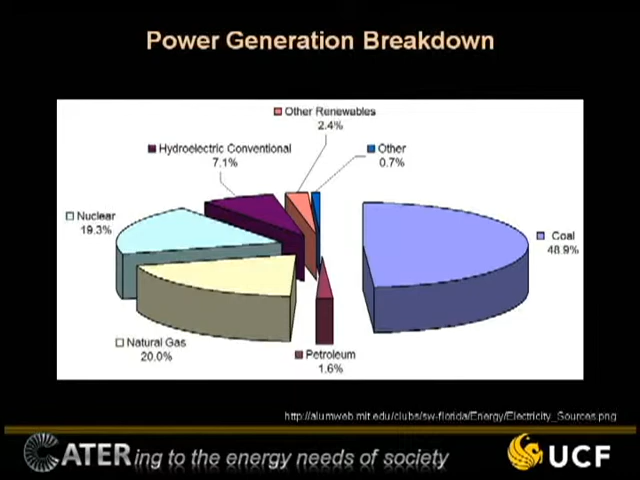 Power Generation Breakdown
Other Renewables
2.4%
Hydroelectric Conventional
7.1%
Other
0.7%
Nuclear
19.3%
Coal
48.9%
Natural Gas
20.0%
Petroleum
1.6%
http://alumweb.mit.edu/clubs/sw-florida/Energy/Electricity_Sources.png
CATERing to the energy needs of society
UCF